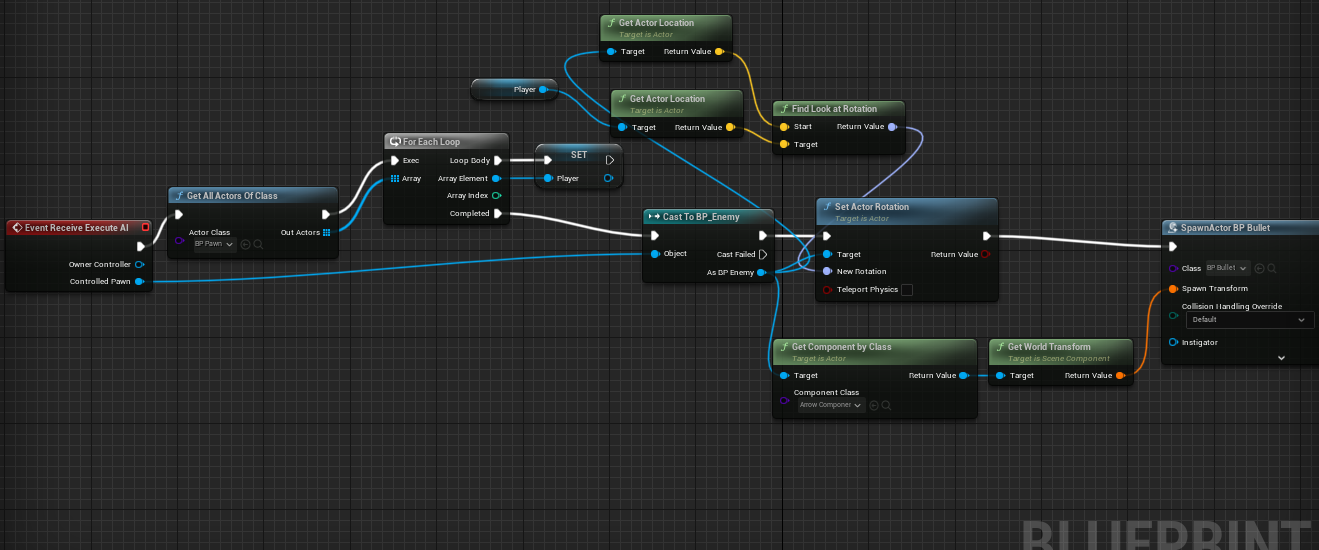 Get Actor Location
Target is Actor
Target Return Value
Player
Get Actor Location
Target is Actor
Target Return Value
Find Look at Rotation
Start Return Value
Target
For Each Loop
Exec Loop Body
Array Array Element
Array Index
Completed
SET
Player
Get All Actors Of Class
Actor Class
BP Pawn
Out Actors
Event Receive Execute AI
Owner Controller
Controlled Pawn
Cast To BP_Enemy
Object Cast Failed
As BP Enemy
Set Actor Rotation
Target is Actor
Target Return Value
New Rotation
Teleport Physics
SpawnActor BP Bullet
Class BP Bullet
Spawn Transform
Collision Handling Override
Default
Instigator
Get Component by Class
Target is Actor
Target Return Value
Component Class
Arrow Componer
Get World Transform
Target is Scene Component
Target Return Value
BLUEPRINT